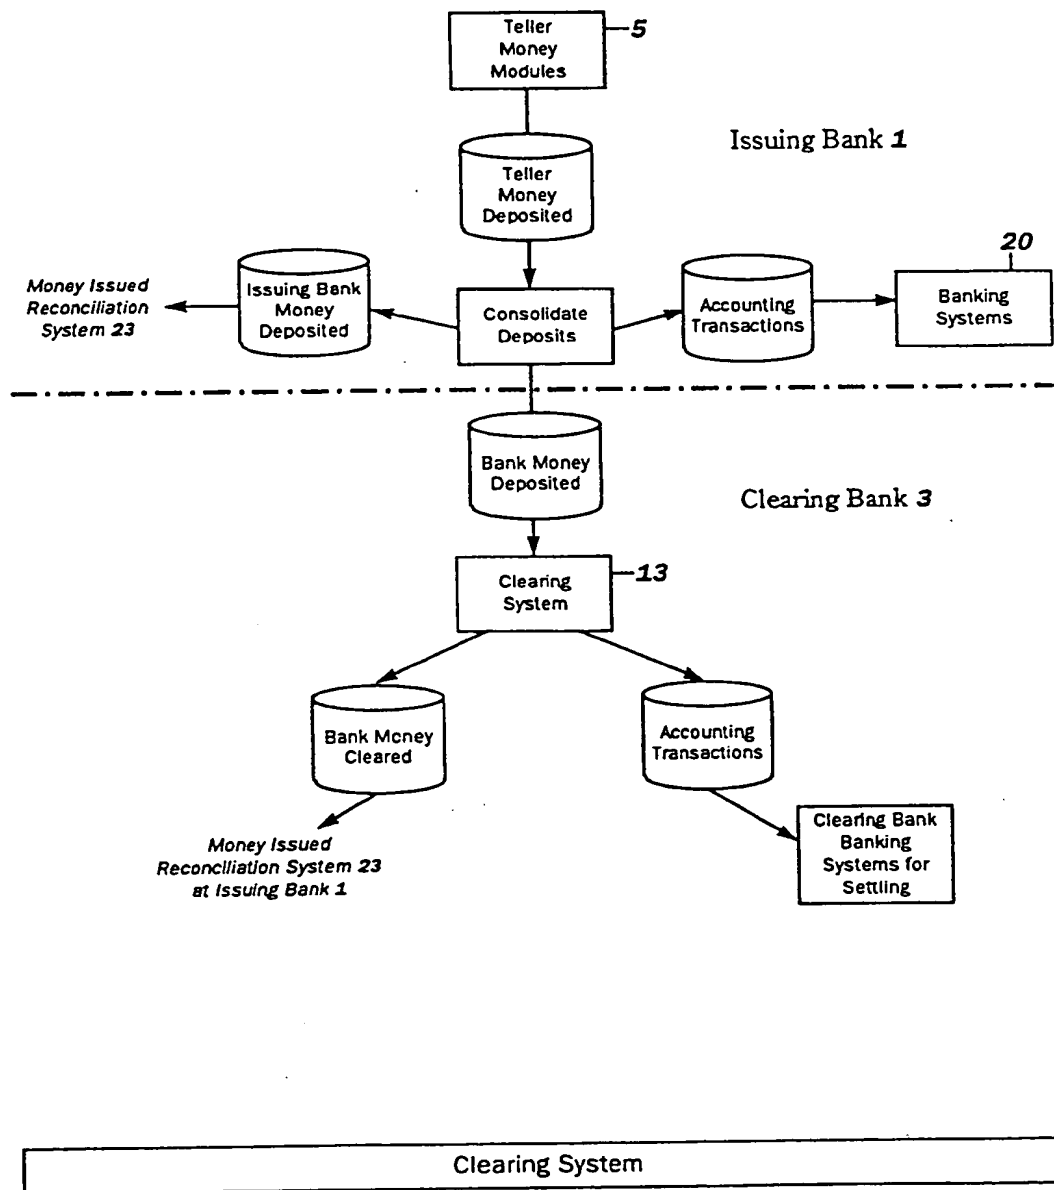 Teller
Money
Modules
5
Issuing Bank 1
Teller
Money
Deposited
20
Money Issued
Reconciliation
System 23
Issuing Bank
Money
Deposited
Consolidate
Deposits
Accounting
Transactions
Banking
Systems
Bank Money
Deposited
Clearing Bank 3
Clearing
System
13
Bank Money
Cleared
Accounting
Transactions
Money Issued
Reconciliation System 23
at Issuing Bank 1
Clearing Bank
Banking
Systems for
Settling
Clearing System